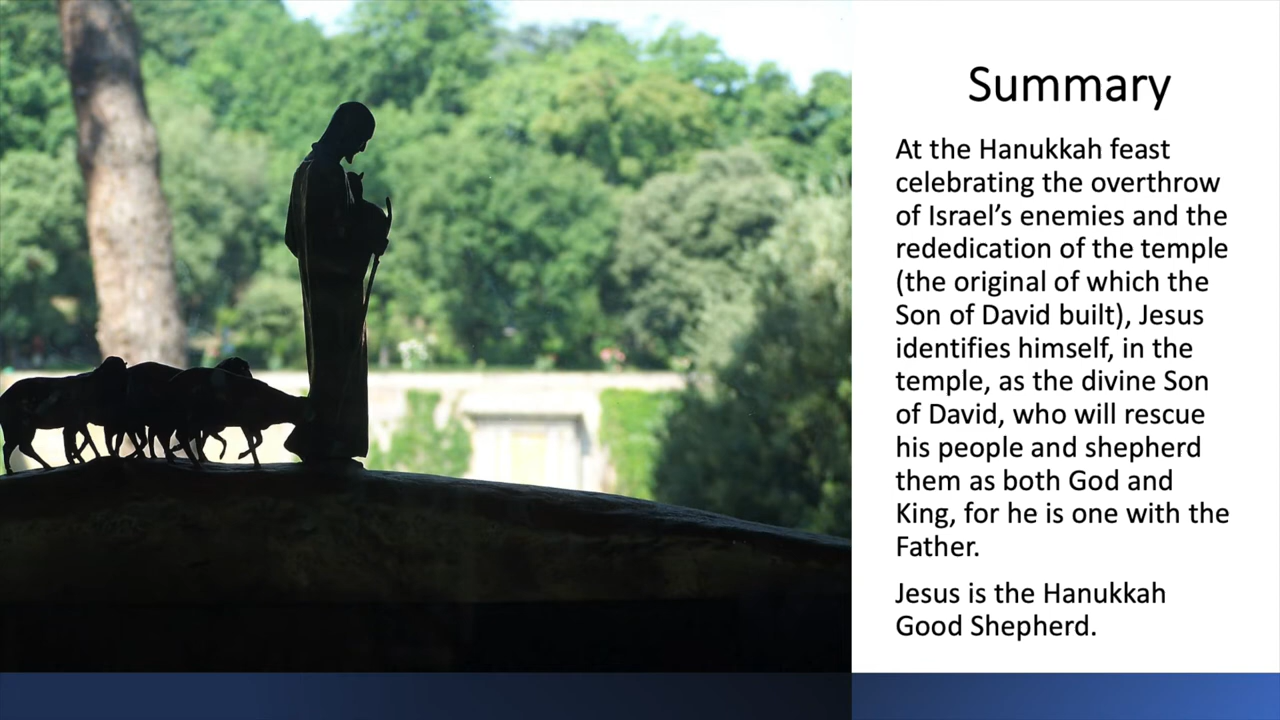 Summary
At the Hanukkah feast
celebrating the overthrow
of Israel’s enemies and the
rededication of the temple
(the original of which the
Son of David built), Jesus
identifies himself, in the
temple, as the divine Son
of David, who will rescue
his people and shepherd
them as both God and
King, for he is one with the
Father.
Jesus is the Hanukkah
Good Shepherd.